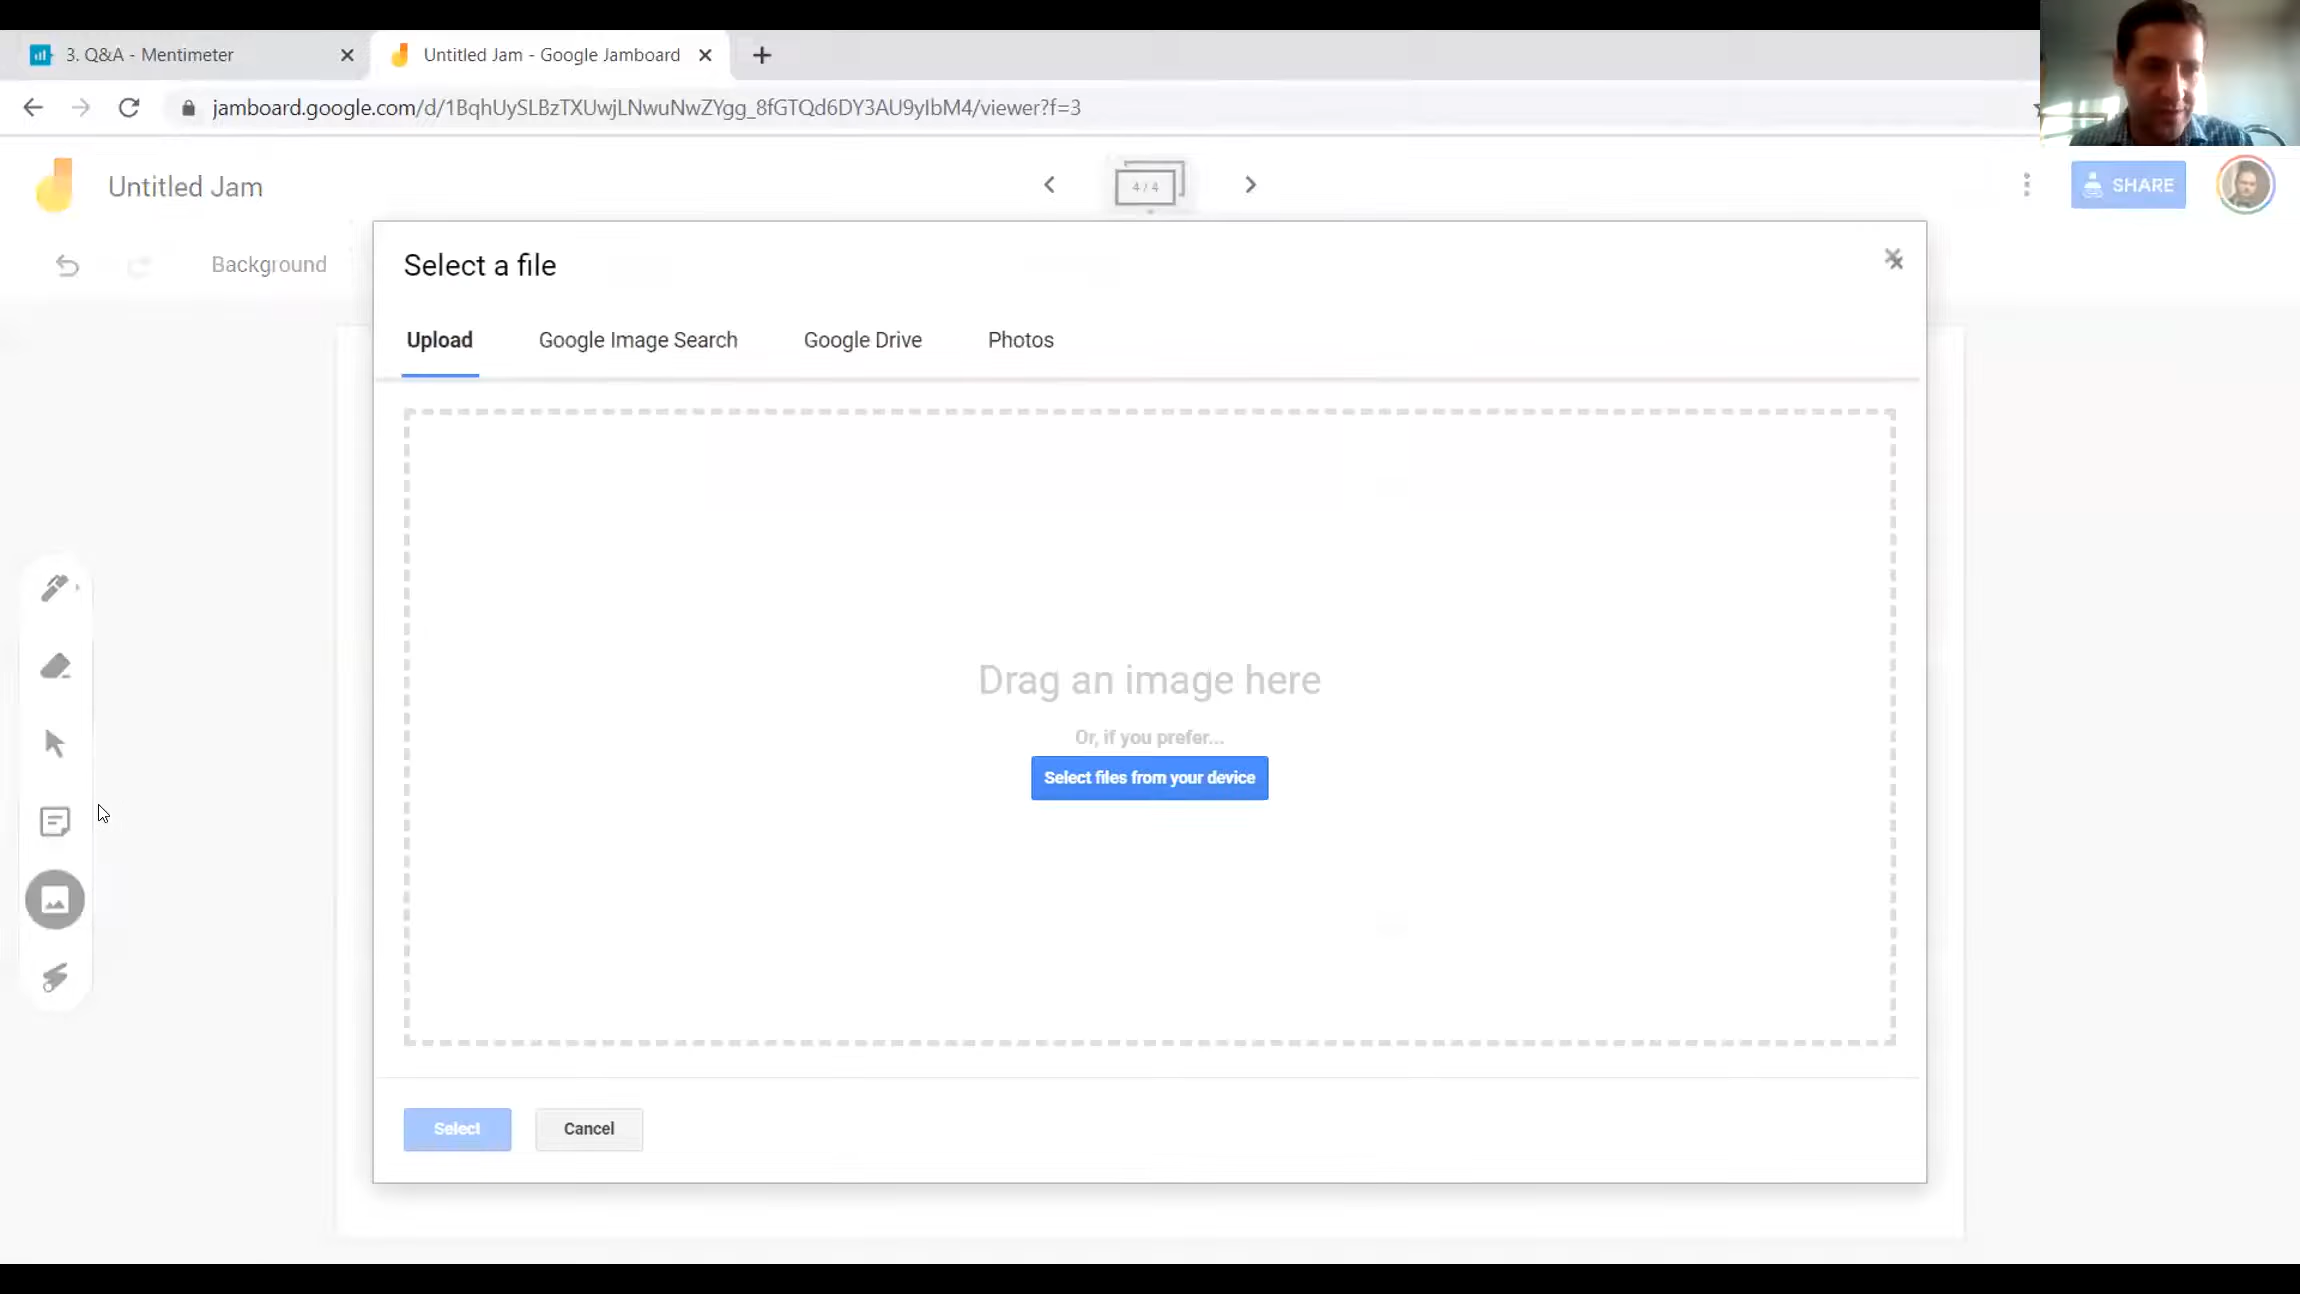 3. Q&A - Mentimeter
Untitled Jam - Google Jamboard
jamboard.google.com/d/1BqhUySLBzTXUwjLNwuNwZYgg_8fGTQd6DY3AU9yIbM4/viewer?f=3
Untitled Jam
4 / 4
SHARE
Background
Select a file
Upload
Google Image Search
Google Drive
Photos
Drag an image here
Or, if you prefer...
Select files from your device
Select
Cancel